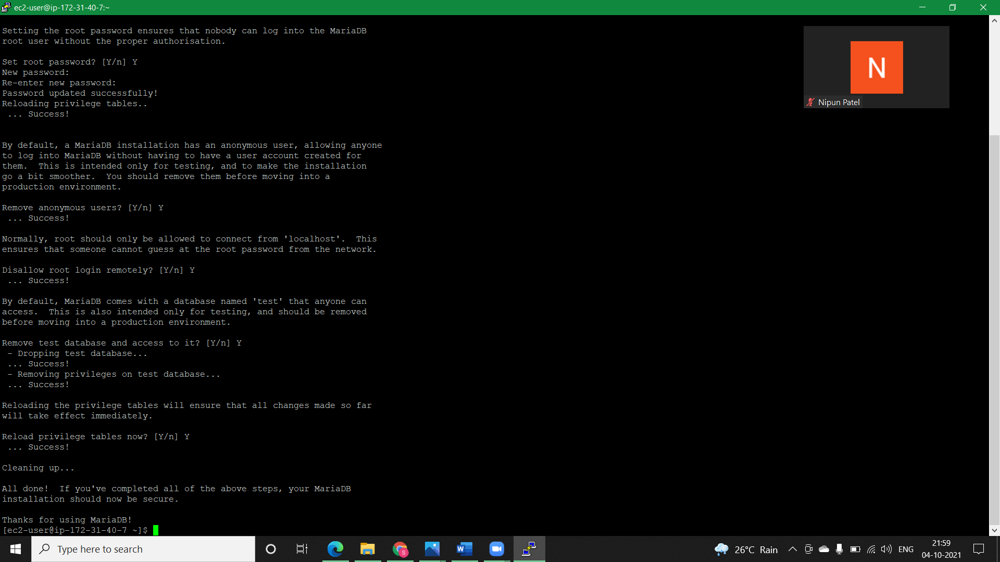 ec2-user@ip-172-31-40-7:~
Setting the root password ensures that nobody can log into the MariaDB
root user without the proper authorisation.
Set root password? [Y/n] Y
New password:
Re-enter new password:
Password updated successfully!
Reloading privilege tables..
... Success!
By default, a MariaDB installation has an anonymous user, allowing anyone
to log into MariaDB without having to have a user account created for
them.  This is intended only for testing, and to make the installation
go a bit smoother.  You should remove them before moving into a
production environment.
Remove anonymous users? [Y/n] Y
... Success!
Normally, root should only be allowed to connect from 'localhost'.  This
ensures that someone cannot guess at the root password from the network.
Disallow root login remotely? [Y/n] Y
... Success!
By default, MariaDB comes with a database named 'test' that anyone can
access.  This is also intended only for testing, and should be removed
before moving into a production environment.
Remove test database and access to it? [Y/n] Y
- Dropping test database...
... Success!
- Removing privileges on test database...
... Success!
Reloading the privilege tables will ensure that all changes made so far
will take effect immediately.
Reload privilege tables now? [Y/n] Y
... Success!
Cleaning up...
All done!  If you've completed all of the above steps, your MariaDB
installation should now be secure.
Thanks for using MariaDB!
[ec2-user@ip-172-31-40-7 ~]$
N
Nipun Patel
Type here to search
S
W
26°C Rain
ENG
21:59
04-10-2021